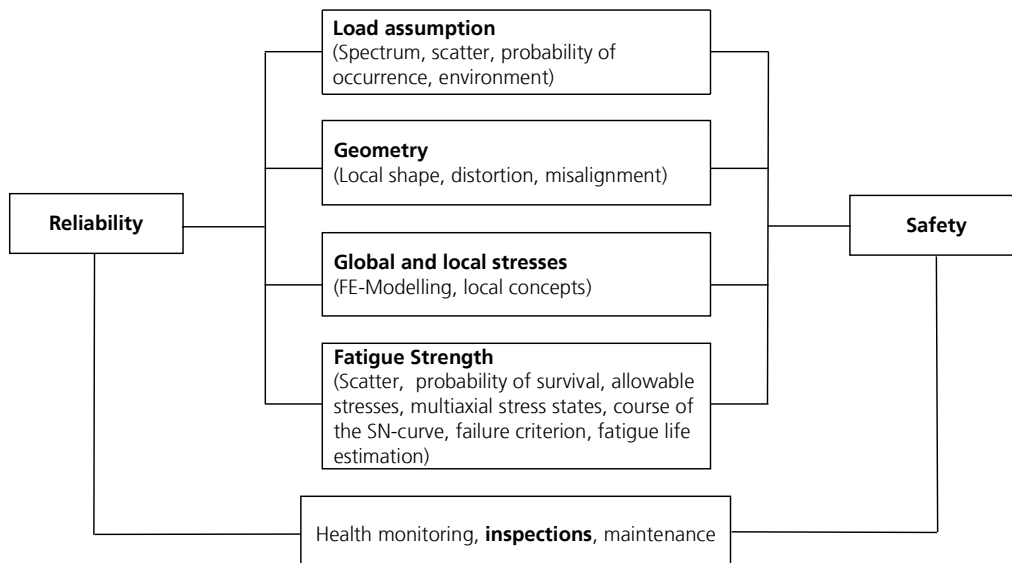 Load assumption
(Spectrum, scatter, probability of
occurrence, environment)
Geometry
(Local shape, distortion, misalignment)
Reliability
Safety
Global and local stresses
(FE-Modelling, local concepts)
Fatigue Strength
(Scatter, probability of survival, allowable
stresses, multiaxial stress states, course of
the SN-curve, failure criterion, fatigue life
estimation)
Health monitoring, inspections, maintenance